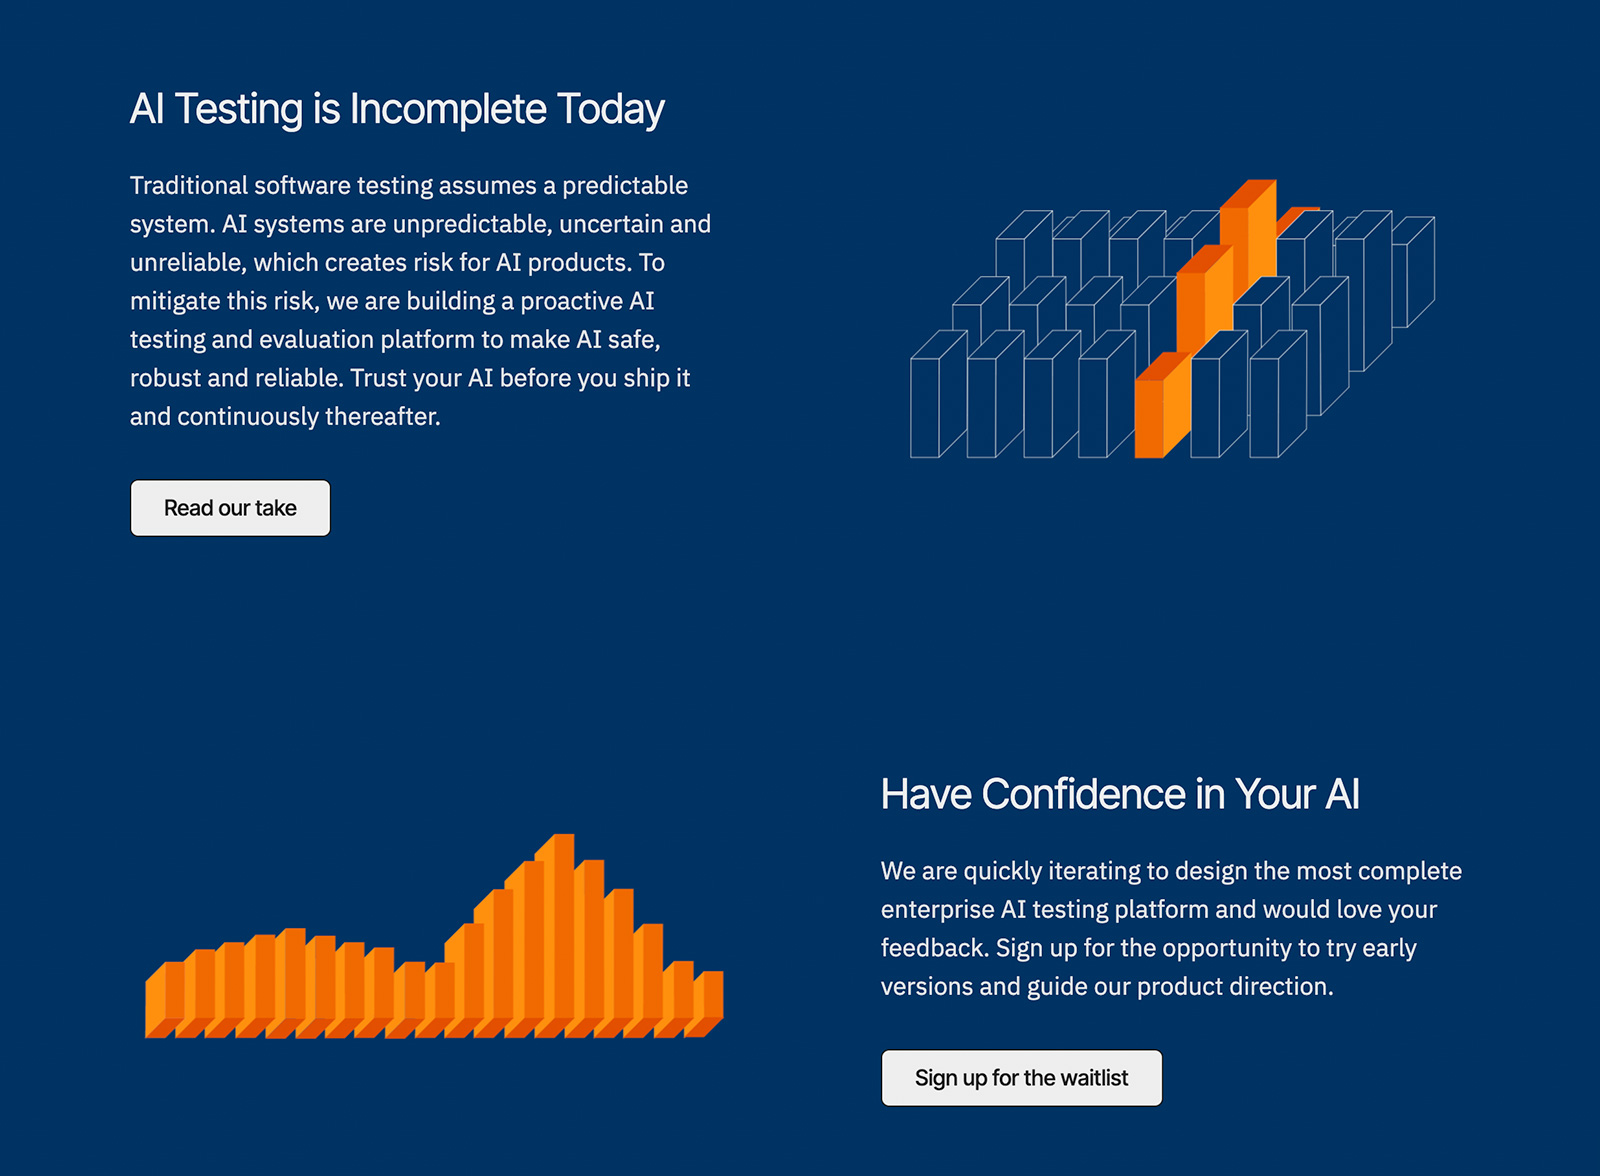 AI Testing is Incomplete Today
Traditional software testing assumes a predictable
system. AI systems are unpredictable, uncertain and
unreliable, which creates risk for AI products. To
mitigate this risk, we are building a proactive AI
testing and evaluation platform to make AI safe,
robust and reliable. Trust your AI before you ship it
and continuously thereafter.
Read our take
Have Confidence in Your AI
We are quickly iterating to design the most complete
enterprise AI testing platform and would love your
feedback. Sign up for the opportunity to try early
versions and guide our product direction.
Sign up for the waitlist